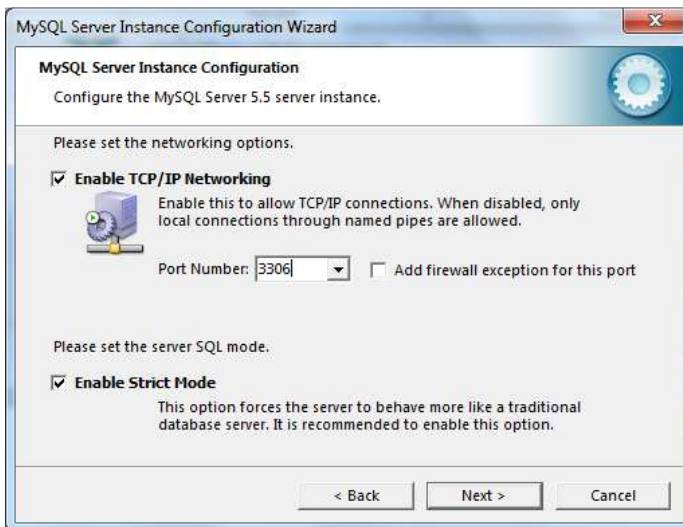 MySQL Server Instance Configuration Wizard
MySQL Server Instance Configuration
Configure the MySQL Server 5.5 server instance.
Please set the networking options.
Enable TCP/IP Networking
Enable this to allow TCP/IP connections. When disabled, only
local connections through named pipes are allowed.
Port Number: 3306 Add firewall exception for this port
Please set the server SQL mode.
Enable Strict Mode
This option forces the server to behave more like a traditional
database server. It is recommended to enable this option.
< Back Next > Cancel